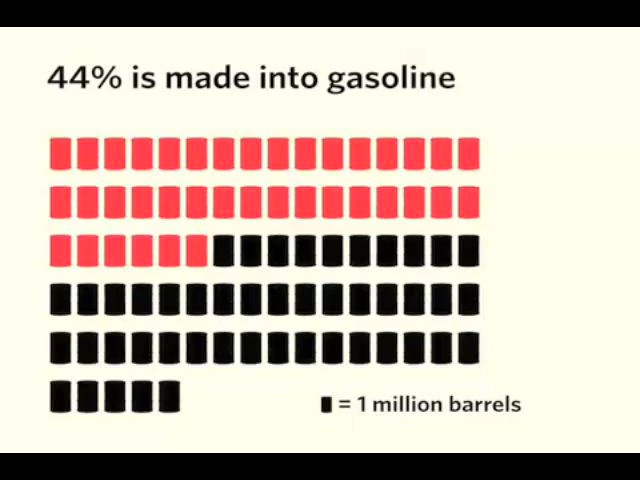 44% is made into gasoline
= 1 million barrels